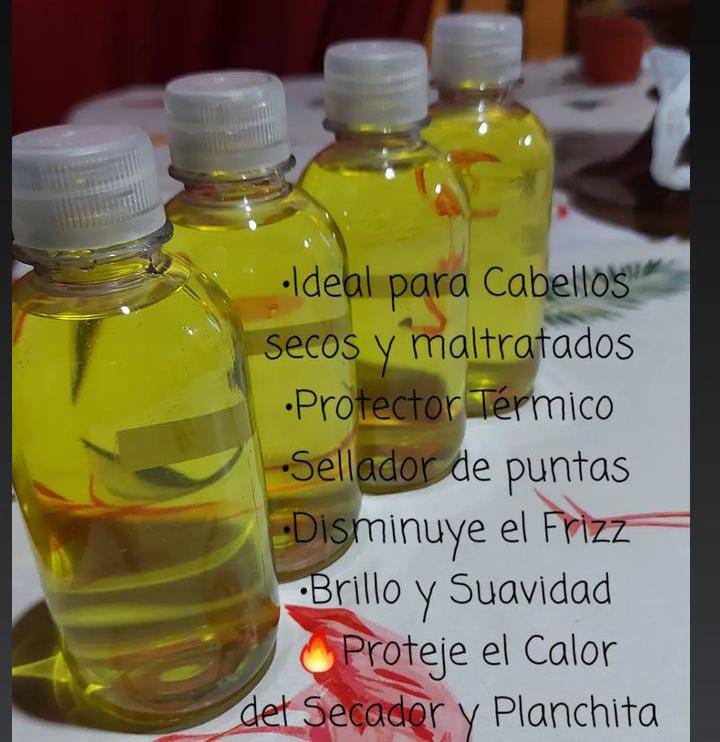 •Ideal para Cabellos
secos y maltratados
•Protector Térmico
•Sellador de puntas
•Disminuye el Frizz
•Brillo y Suavidad
🔥Proteje el Calor
del Secador y Planchita